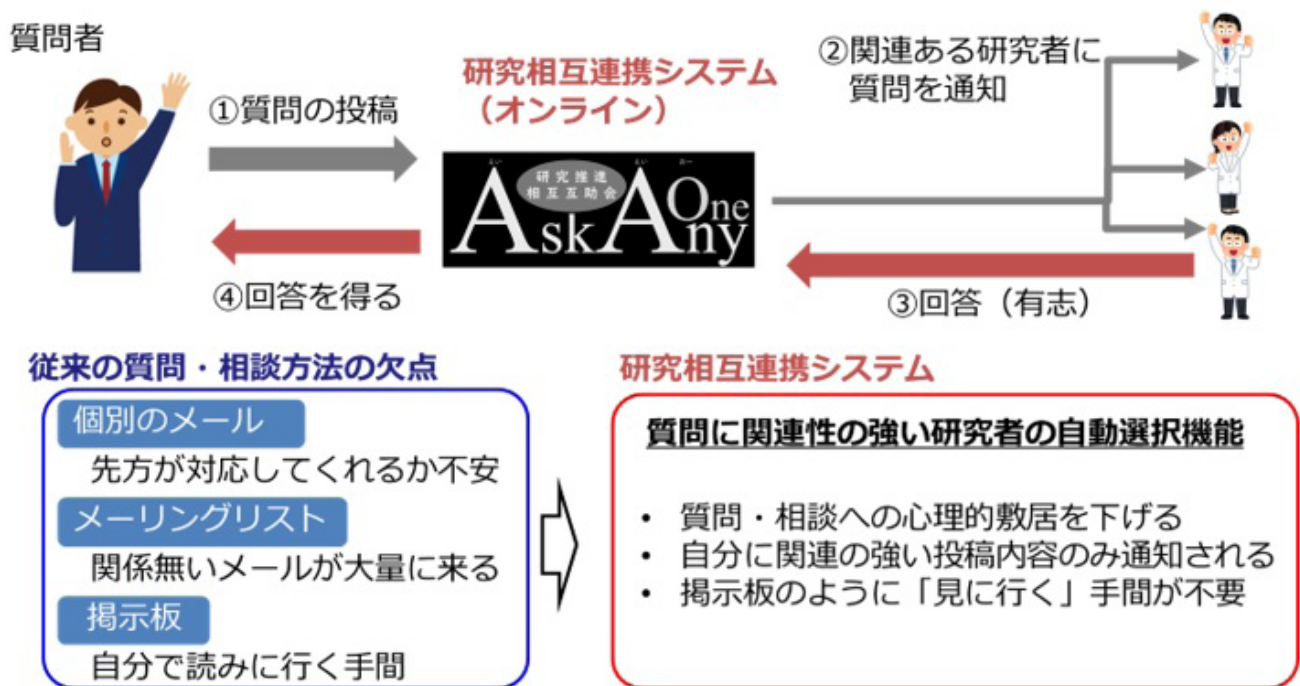 質問者
①質問の投稿
研究相互連携システム
（オンライン）
②関連ある研究者に
質問を通知
えい えい おー
研究推進
相互互助会
AskAnyOne
④回答を得る
③回答（有志）
従来の質問・相談方法の欠点
個別のメール
先方が対応してくれるか不安
メーリングリスト
関係無いメールが大量に来る
掲示板
自分で読みに行く手間
研究相互連携システム
質問に関連性の強い研究者の自動選択機能
• 質問・相談への心理的敷居を下げる
• 自分に関連の強い投稿内容のみ通知される
• 掲示板のように「見に行く」手間が不要